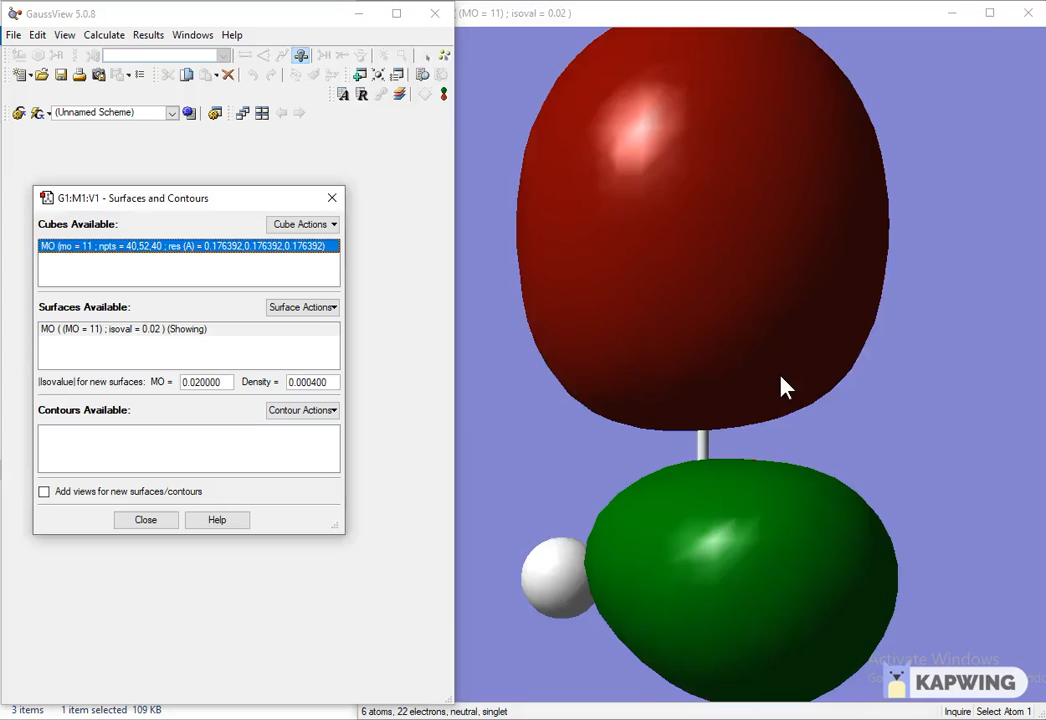 GaussView 5.0.8
(MO = 11) ; isoval = 0.02 )
File Edit View Calculate Results Windows Help
A R
(Unnamed Scheme)
G1:M1:V1 - Surfaces and Contours
Cubes Available:
Cube Actions
MO (mo = 11 ; npts = 40,52,40 ; res (A) = 0.176392,0.176392,0.176392)
Surfaces Available:
Surface Actions
MO ( (MO = 11) ; isoval = 0.02 ) (Showing)
|Isovalue| for new surfaces: MO = 0.020000 Density = 0.000400
Contours Available:
Contour Actions
Add views for new surfaces/contours
Close Help
Activate Windows
KAPWING
3 items 1 item selected 109 KB
6 atoms, 22 electrons, neutral, singlet
Inquire Select Atom 1